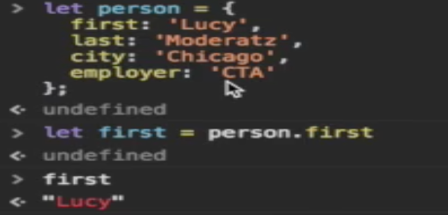 > let person = {
first: 'Lucy',
last: 'Moderatz',
city: 'Chicago',
employer: 'CTA'
};
<- undefined
> let first = person.first
<- undefined
> first
<- "Lucy"